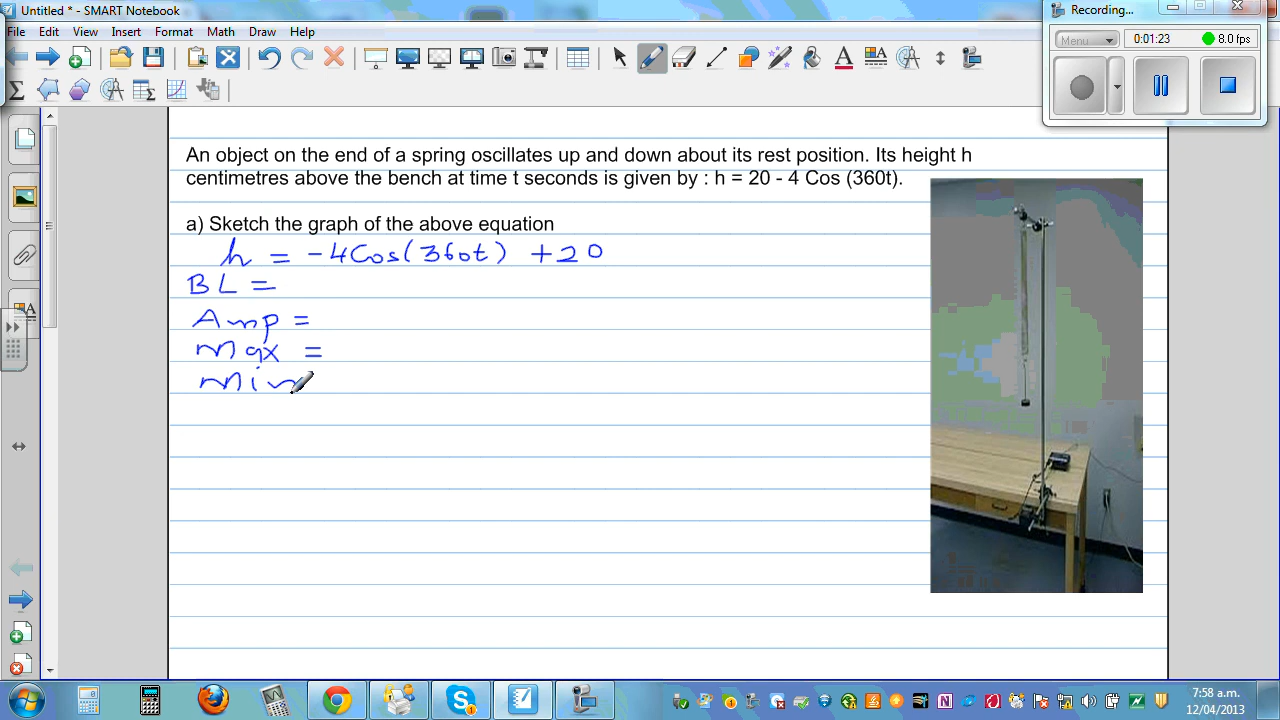 Untitled * - SMART Notebook
Recording...
File Edit View Insert Format Math Draw Help
Menu
0:01:23
8.0 fps
An object on the end of a spring oscillates up and down about its rest position. Its height h
centimetres above the bench at time t seconds is given by : h = 20 - 4 Cos (360t).
a) Sketch the graph of the above equation
h = -4Cos(360t) +20
BL =
Amp =
Max =
Min
7:58 a.m.
12/04/2013